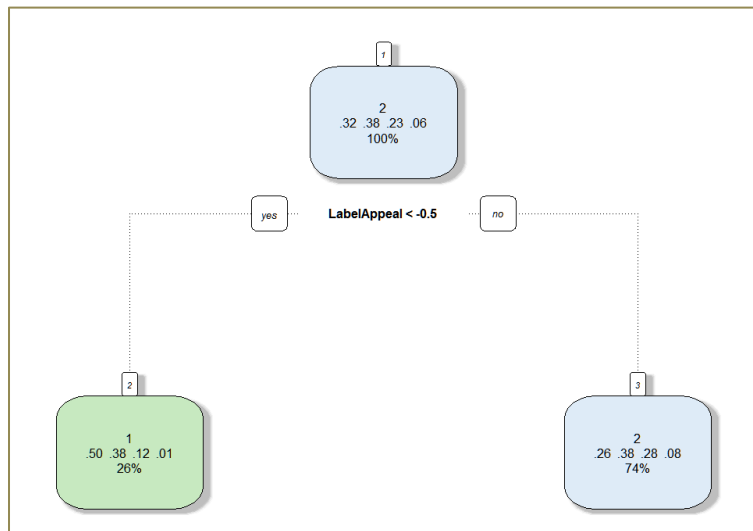 1
2
.32 .38 .23 .06
100%
yes LabelAppeal < -0.5 no
2
1
.50 .38 .12 .01
26%
3
2
.26 .38 .28 .08
74%